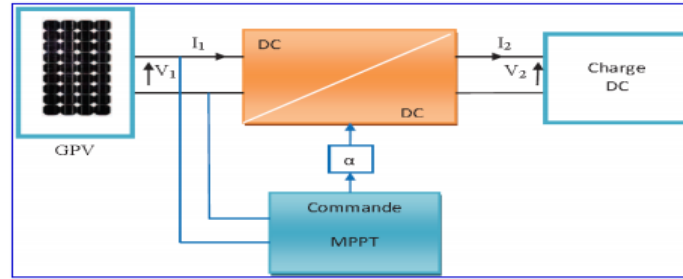 I1
DC
I2
V1
V2
Charge
DC
DC
GPV
α
Commande
MPPT